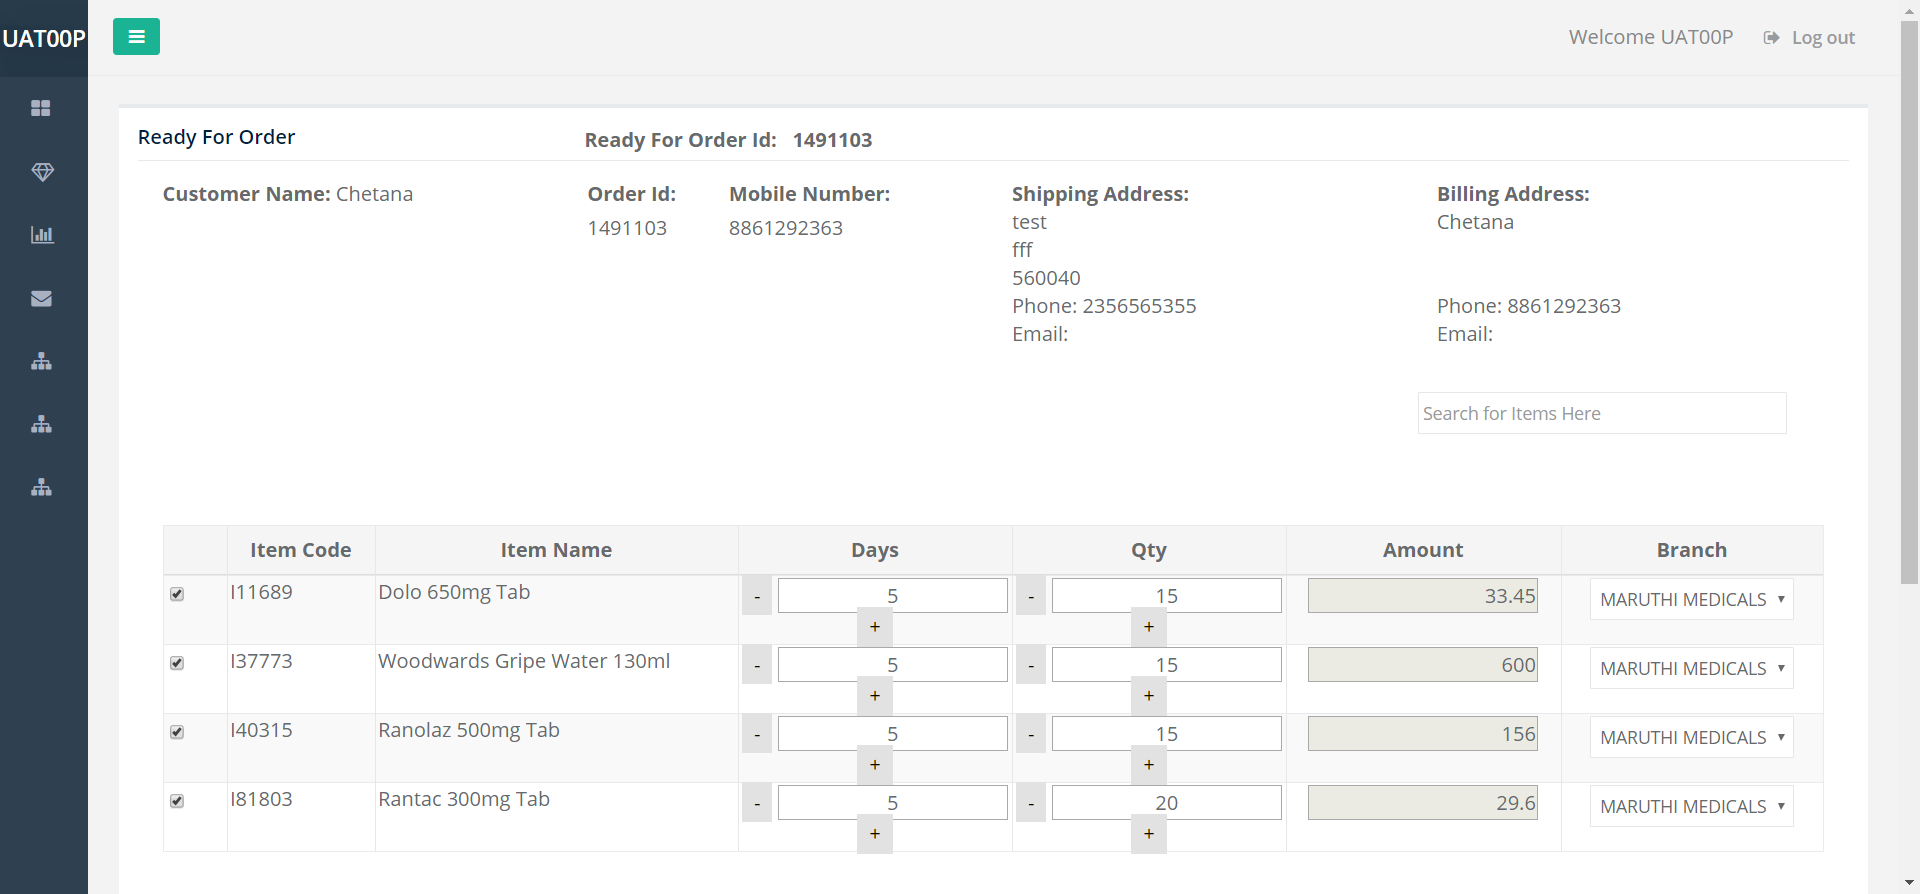 UAT00P
Welcome UAT00P Log out
Ready For Order
Ready For Order Id: 1491103
Customer Name: Chetana
Order Id:
1491103
Mobile Number:
8861292363
Shipping Address:
test
fff
560040
Phone: 2356565355
Email:
Billing Address:
Chetana
Phone: 8861292363
Email:
Search for Items Here
Item Code Item Name Days Qty Amount Branch
I11689 Dolo 650mg Tab - 5 - 15 33.45 MARUTHI MEDICALS
+ +
I37773 Woodwards Gripe Water 130ml - 5 - 15 600 MARUTHI MEDICALS
+ +
I40315 Ranolaz 500mg Tab - 5 - 15 156 MARUTHI MEDICALS
+ +
I81803 Rantac 300mg Tab - 5 - 20 29.6 MARUTHI MEDICALS
+ +